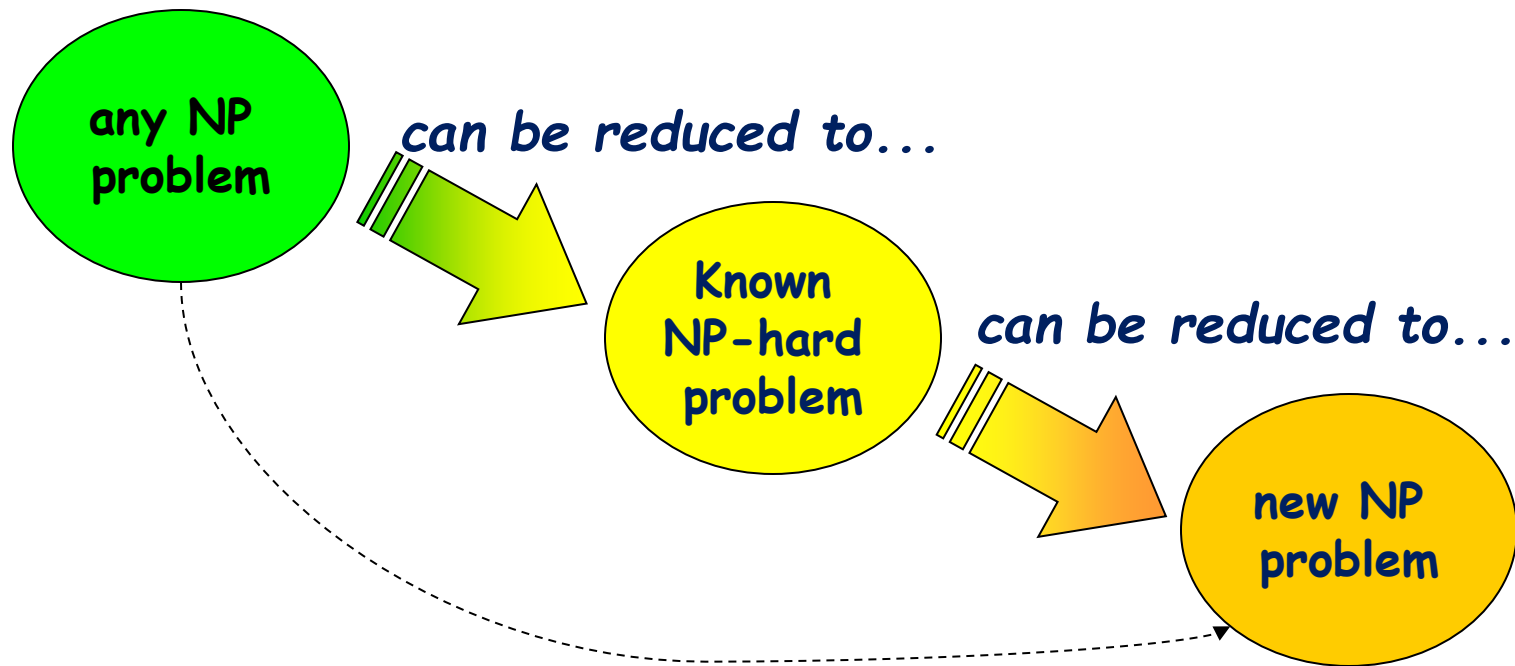 any NP
problem
can be reduced to...
Known
NP-hard
problem
can be reduced to...
new NP
problem